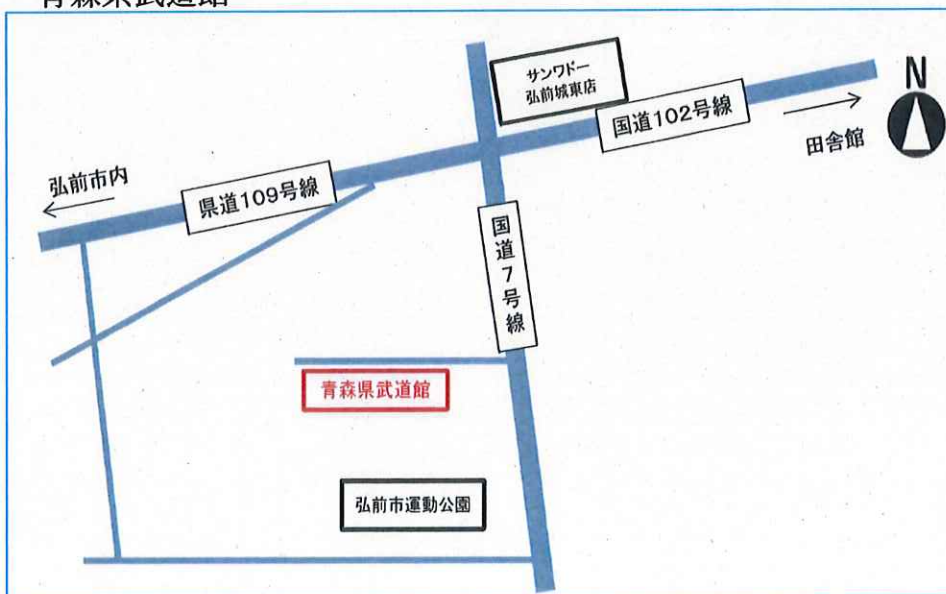 青森県武道館
サンワドー
弘前城東店
N
国道102号線
田舎館
弘前市内
県道109号線
国道7号線
青森県武道館
弘前市運動公園